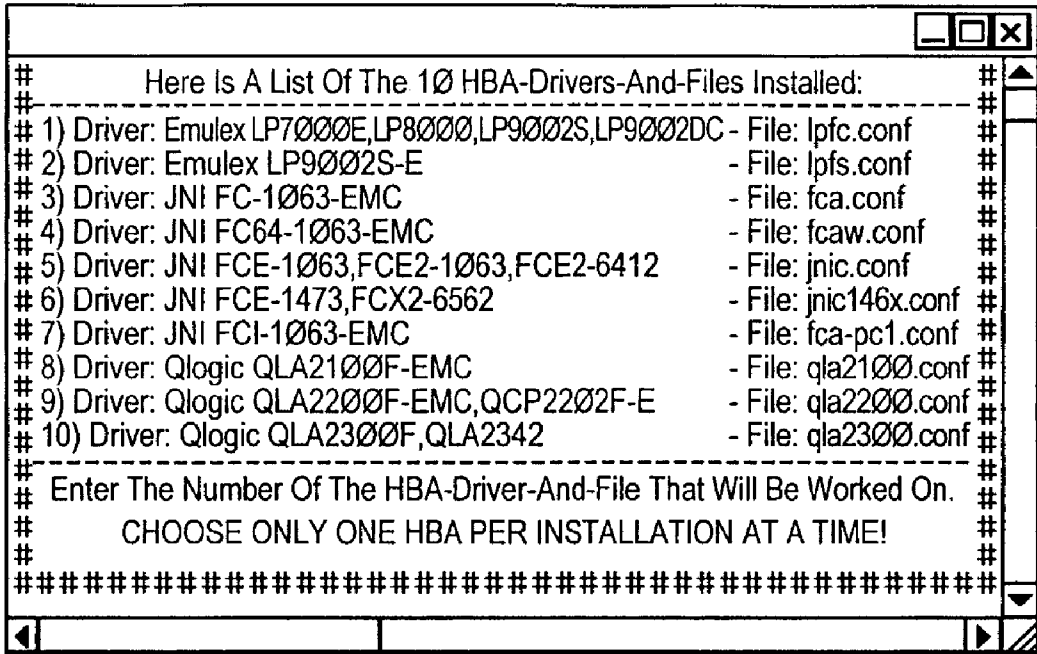 Here Is A List Of The 1Ø HBA-Drivers-And-Files Installed:
1) Driver: Emulex LP7ØØØE,LP8ØØØ,LP9ØØ2S,LP9ØØ2DC - File: lpfc.conf
2) Driver: Emulex LP9ØØ2S-E - File: lpfs.conf
3) Driver: JNI FC-1Ø63-EMC - File: fca.conf
4) Driver: JNI FC64-1Ø63-EMC - File: fcaw.conf
5) Driver: JNI FCE-1Ø63,FCE2-1Ø63,FCE2-6412 - File: jnic.conf
6) Driver: JNI FCE-1473,FCX2-6562 - File: jnic146x.conf
7) Driver: JNI FCI-1Ø63-EMC - File: fca-pc1.conf
8) Driver: Qlogic QLA21ØØF-EMC - File: qla21ØØ.conf
9) Driver: Qlogic QLA22ØØF-EMC,QCP22Ø2F-E - File: qla22ØØ.conf
10) Driver: Qlogic QLA23ØØF,QLA2342 - File: qla23ØØ.conf
Enter The Number Of The HBA-Driver-And-File That Will Be Worked On.
CHOOSE ONLY ONE HBA PER INSTALLATION AT A TIME!